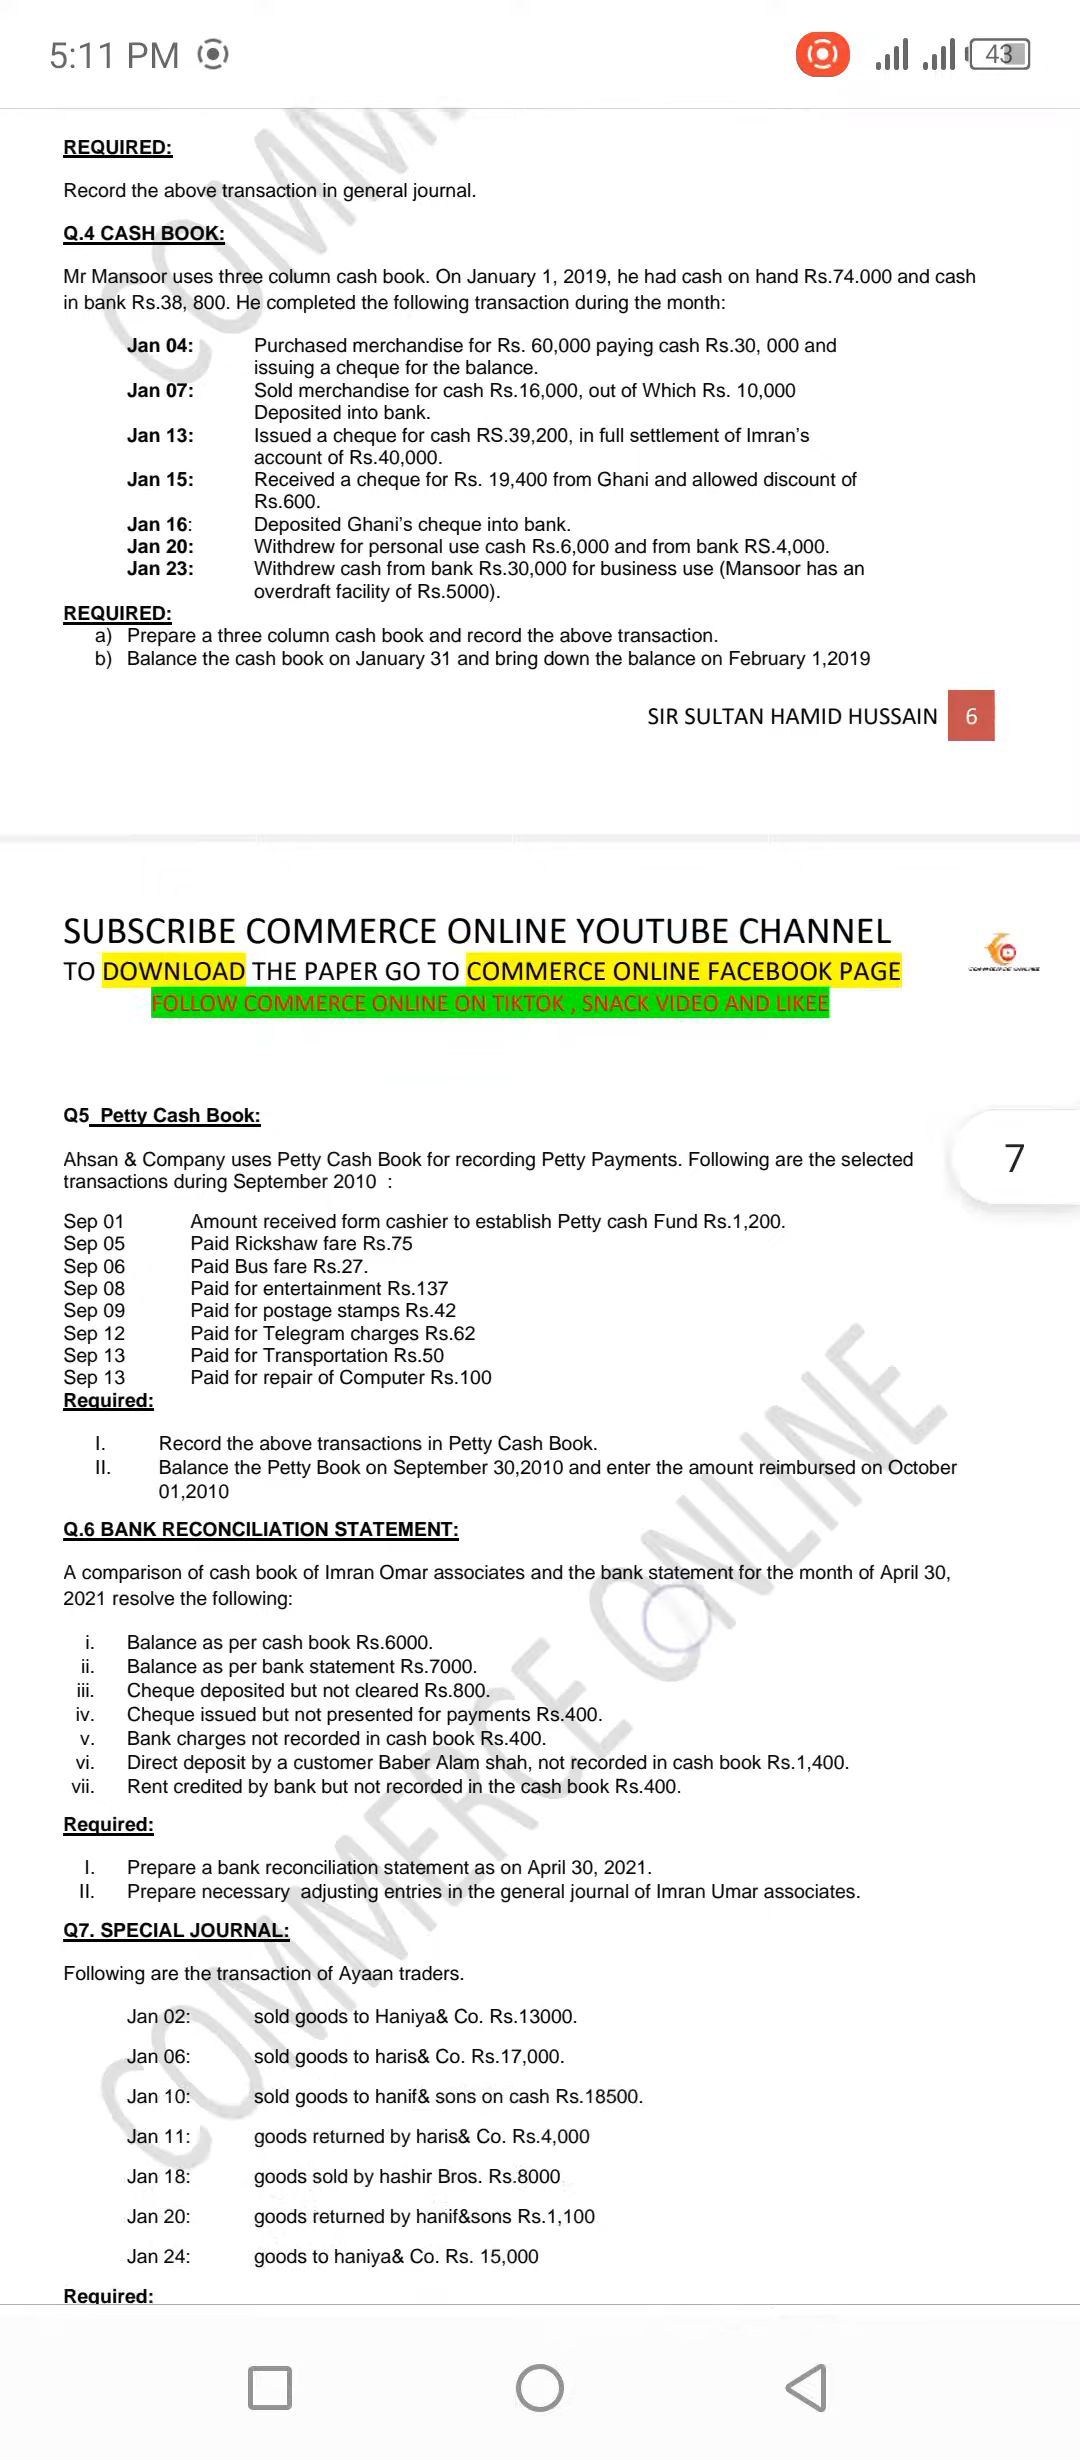 5:11 PM
43
REQUIRED:
Record the above transaction in general journal.
Q.4 CASH BOOK:
Mr Mansoor uses three column cash book. On January 1, 2019, he had cash on hand Rs.74.000 and cash
in bank Rs.38, 800. He completed the following transaction during the month:
Jan 04: Purchased merchandise for Rs. 60,000 paying cash Rs.30, 000 and
issuing a cheque for the balance.
Jan 07: Sold merchandise for cash Rs.16,000, out of Which Rs. 10,000
Deposited into bank.
Jan 13: Issued a cheque for cash RS.39,200, in full settlement of Imran's
account of Rs.40,000.
Jan 15: Received a cheque for Rs. 19,400 from Ghani and allowed discount of
Rs.600.
Jan 16: Deposited Ghani's cheque into bank.
Jan 20: Withdrew for personal use cash Rs.6,000 and from bank RS.4,000.
Jan 23: Withdrew cash from bank Rs.30,000 for business use (Mansoor has an
overdraft facility of Rs.5000).
REQUIRED:
a) Prepare a three column cash book and record the above transaction.
b) Balance the cash book on January 31 and bring down the balance on February 1,2019
SIR SULTAN HAMID HUSSAIN 6
SUBSCRIBE COMMERCE ONLINE YOUTUBE CHANNEL
TO DOWNLOAD THE PAPER GO TO COMMERCE ONLINE FACEBOOK PAGE
FOLLOW COMMERCE ONLINE ON TIKTOK , SNACK VIDEO AND LIKEE
COMMERCE ONLINE
Q5 Petty Cash Book:
7
Ahsan & Company uses Petty Cash Book for recording Petty Payments. Following are the selected
transactions during September 2010 :
Sep 01 Amount received form cashier to establish Petty cash Fund Rs.1,200.
Sep 05 Paid Rickshaw fare Rs.75
Sep 06 Paid Bus fare Rs.27.
Sep 08 Paid for entertainment Rs.137
Sep 09 Paid for postage stamps Rs.42
Sep 12 Paid for Telegram charges Rs.62
Sep 13 Paid for Transportation Rs.50
Sep 13 Paid for repair of Computer Rs.100
Required:
I. Record the above transactions in Petty Cash Book.
II. Balance the Petty Book on September 30,2010 and enter the amount reimbursed on October
01,2010
Q.6 BANK RECONCILIATION STATEMENT:
A comparison of cash book of Imran Omar associates and the bank statement for the month of April 30,
2021 resolve the following:
i. Balance as per cash book Rs.6000.
ii. Balance as per bank statement Rs.7000.
iii. Cheque deposited but not cleared Rs.800.
iv. Cheque issued but not presented for payments Rs.400.
v. Bank charges not recorded in cash book Rs.400.
vi. Direct deposit by a customer Baber Alam shah, not recorded in cash book Rs.1,400.
vii. Rent credited by bank but not recorded in the cash book Rs.400.
Required:
I. Prepare a bank reconciliation statement as on April 30, 2021.
II. Prepare necessary adjusting entries in the general journal of Imran Umar associates.
Q7. SPECIAL JOURNAL:
Following are the transaction of Ayaan traders.
Jan 02: sold goods to Haniya& Co. Rs.13000.
Jan 06: sold goods to haris& Co. Rs.17,000.
Jan 10: sold goods to hanif& sons on cash Rs.18500.
Jan 11: goods returned by haris& Co. Rs.4,000
Jan 18: goods sold by hashir Bros. Rs.8000
Jan 20: goods returned by hanif&sons Rs.1,100
Jan 24: goods to haniya& Co. Rs. 15,000
Required:
COMMERCE ONLINE